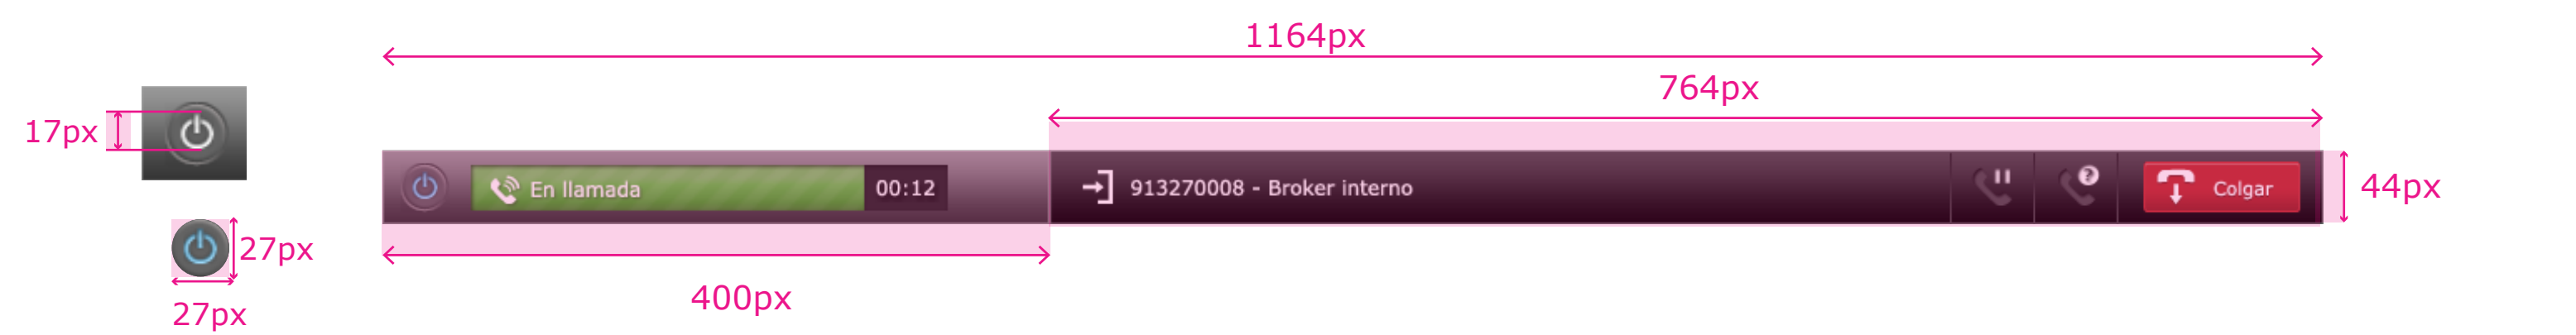 1164px
764px
17px
En llamada
00:12
913270008 - Broker interno
?
Colgar
44px
27px
27px
400px